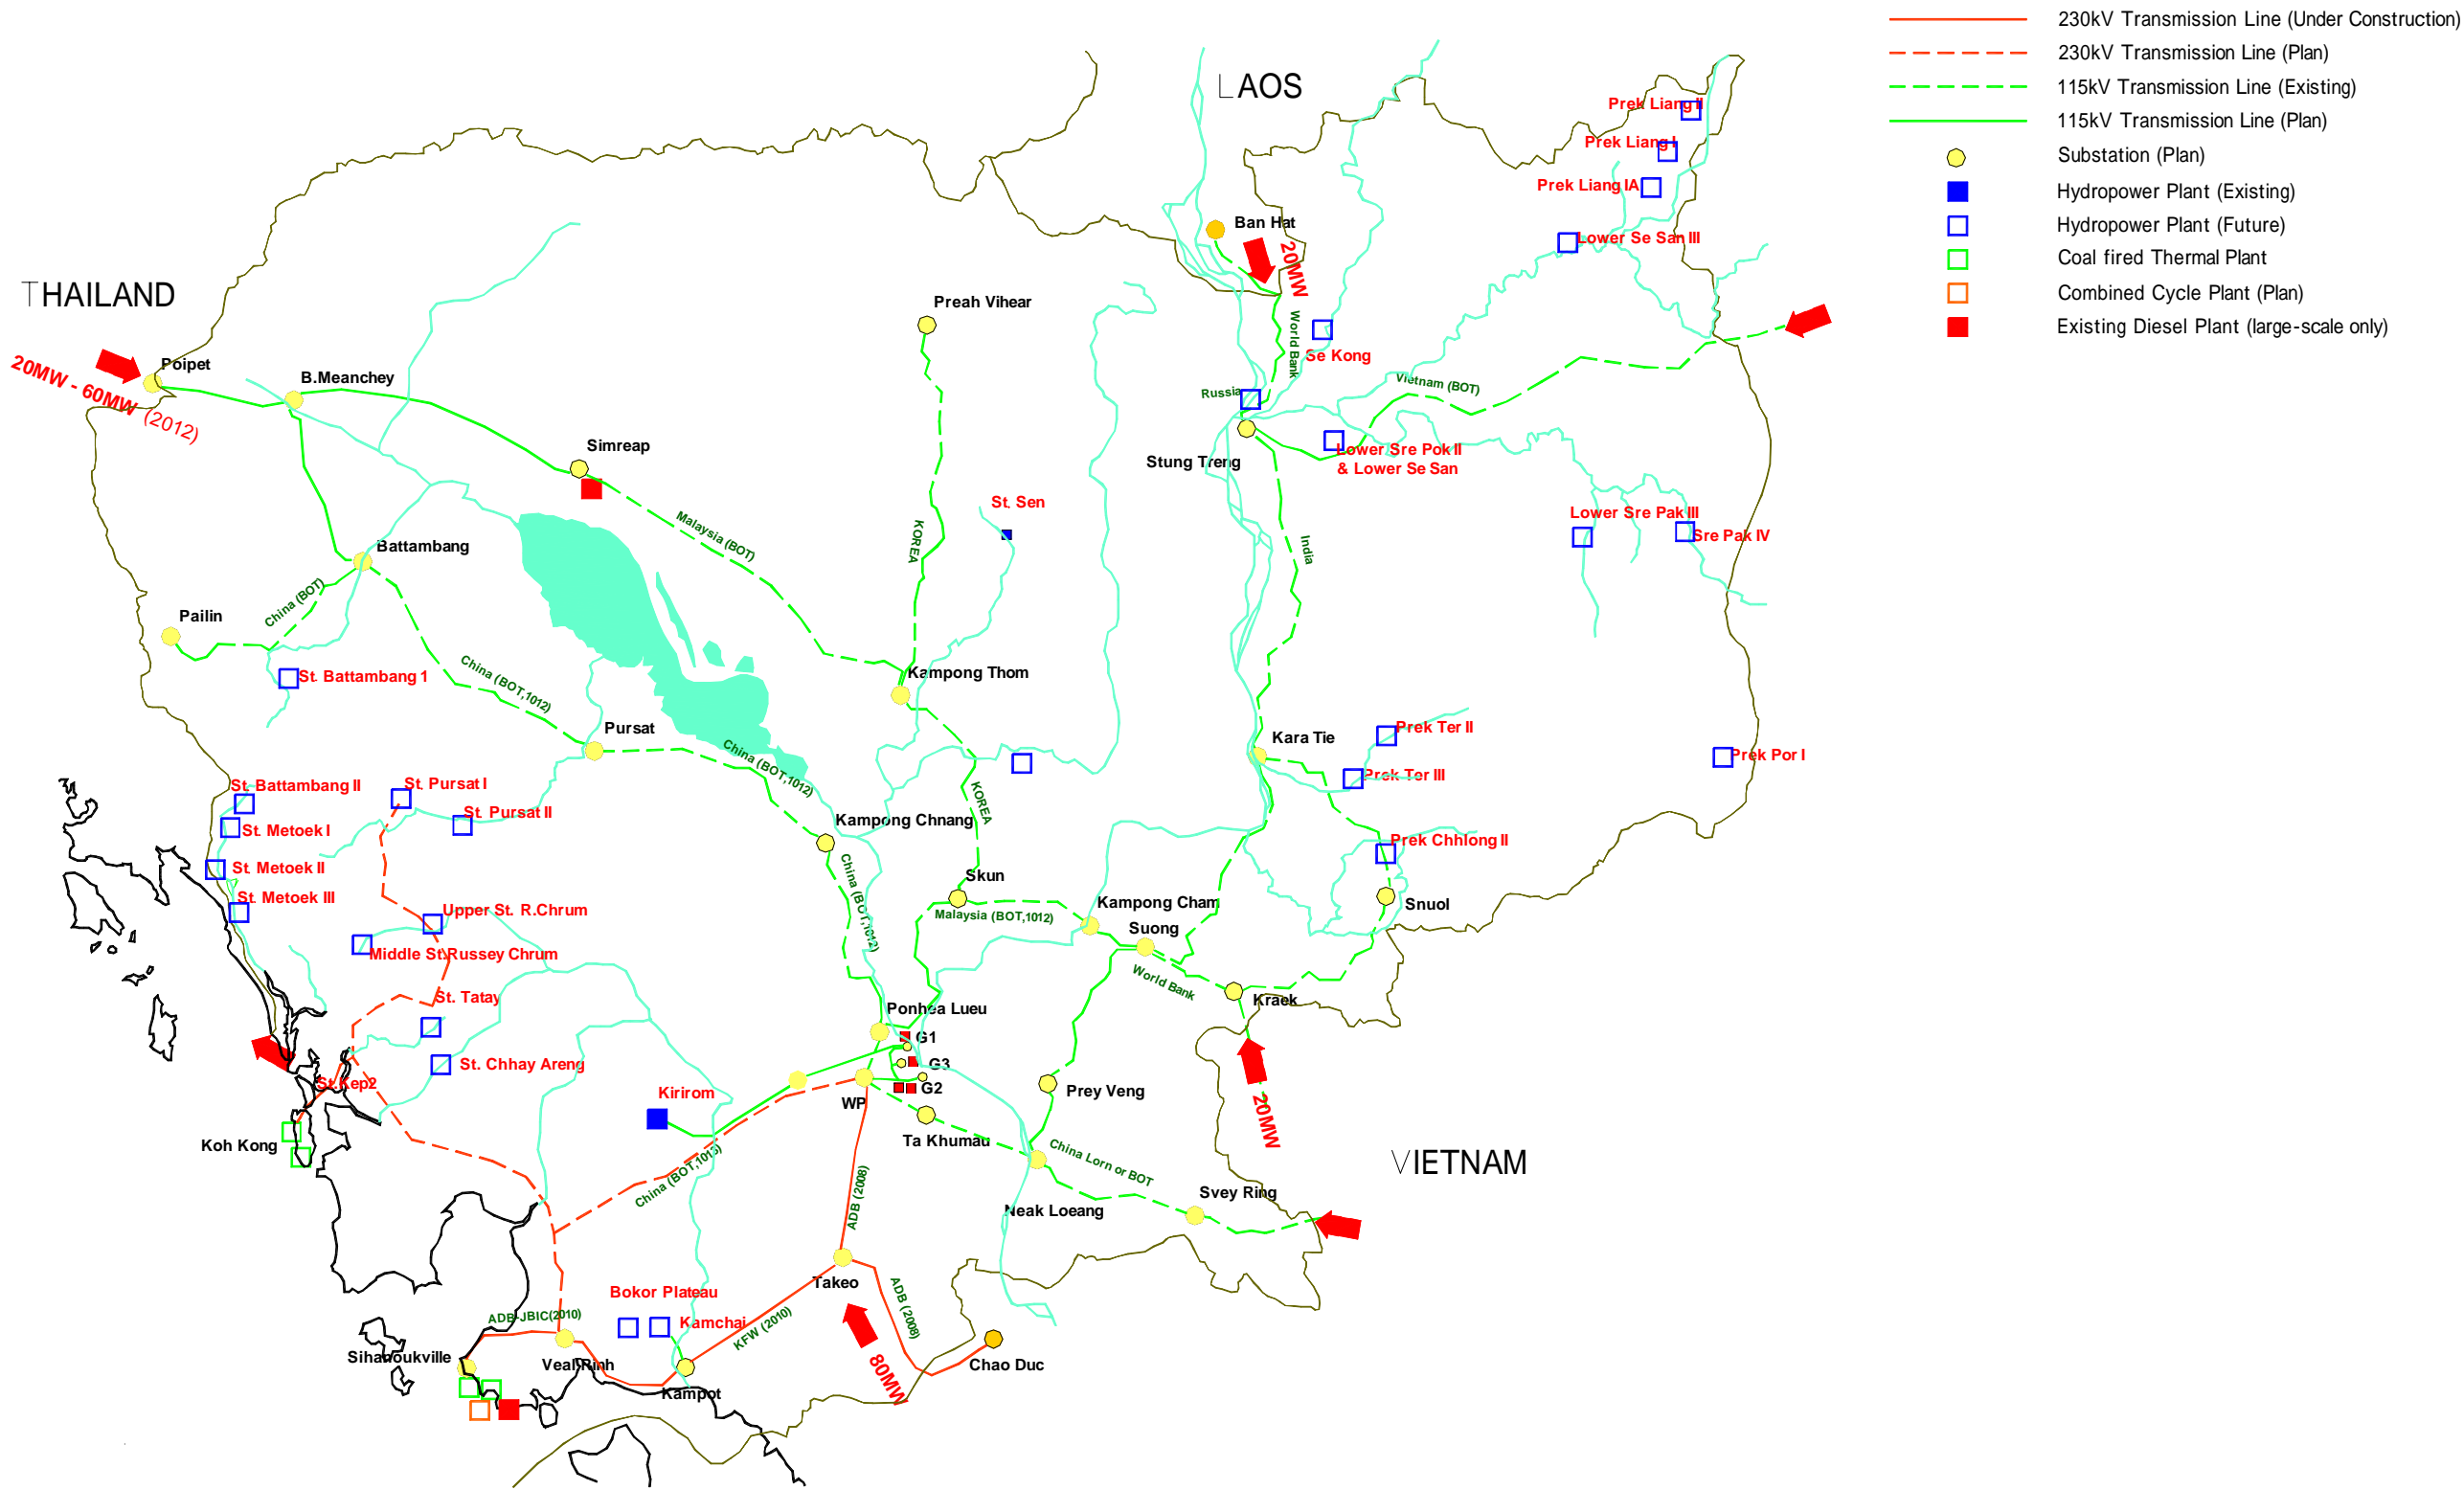 230kV Transmission Line (Under Construction)
230kV Transmission Line (Plan)
115kV Transmission Line (Existing)
115kV Transmission Line (Plan)
Substation (Plan)
Hydropower Plant (Existing)
Hydropower Plant (Future)
Coal fired Thermal Plant
Combined Cycle Plant (Plan)
Existing Diesel Plant (large-scale only)
LAOS
Prek Liang II
Prek Liang I
Prek Liang IA
Ban Hat
20MW
Lower Se San III
THAILAND
Preah Vihear
World Bank
Se Kong
Poipet
20MW - 60MW (2012)
B.Meanchey
Russia
Vietnam (BOT)
Simreap
Stung Treng
Lower Sre Pok II
& Lower Se San
St. Sen
Malaysia (BOT)
KOREA
India
Lower Sre Pak III
Sre Pak IV
Battambang
China (BOT)
Pailin
St. Battambang 1
China (BOT,1012)
Kampong Thom
Pursat
China (BOT,1012)
Kara Tie
Prek Ter II
Prek Ter III
Prek Por I
St. Battambang II
St. Pursat I
St. Pursat II
St. Metoek I
St. Metoek II
St. Metoek III
Kampong Chnang
KOREA
Prek Chhlong II
China (BOT,1012)
Skun
Malaysia (BOT,1012)
Kampong Cham
Suong
Snuol
Upper St. R.Chrum
Middle St.Russey Chrum
World Bank
Kraek
St. Tatay
Ponhea Lueu
G1
G3
G2
St. Chhay Areng
St.Kep2
Kirirom
WP
Prey Veng
20MW
Koh Kong
Ta Khumau
China Lorn or BOT
VIETNAM
China (BOT,1015)
ADB (2008)
Svey Ring
Neak Loeang
Takeo
Bokor Plateau
Kamchai
ADB-JBIC(2010)
KFW (2010)
ADB (2008)
80MW
Sihanoukville
Veal Rinh
Kampot
Chao Duc